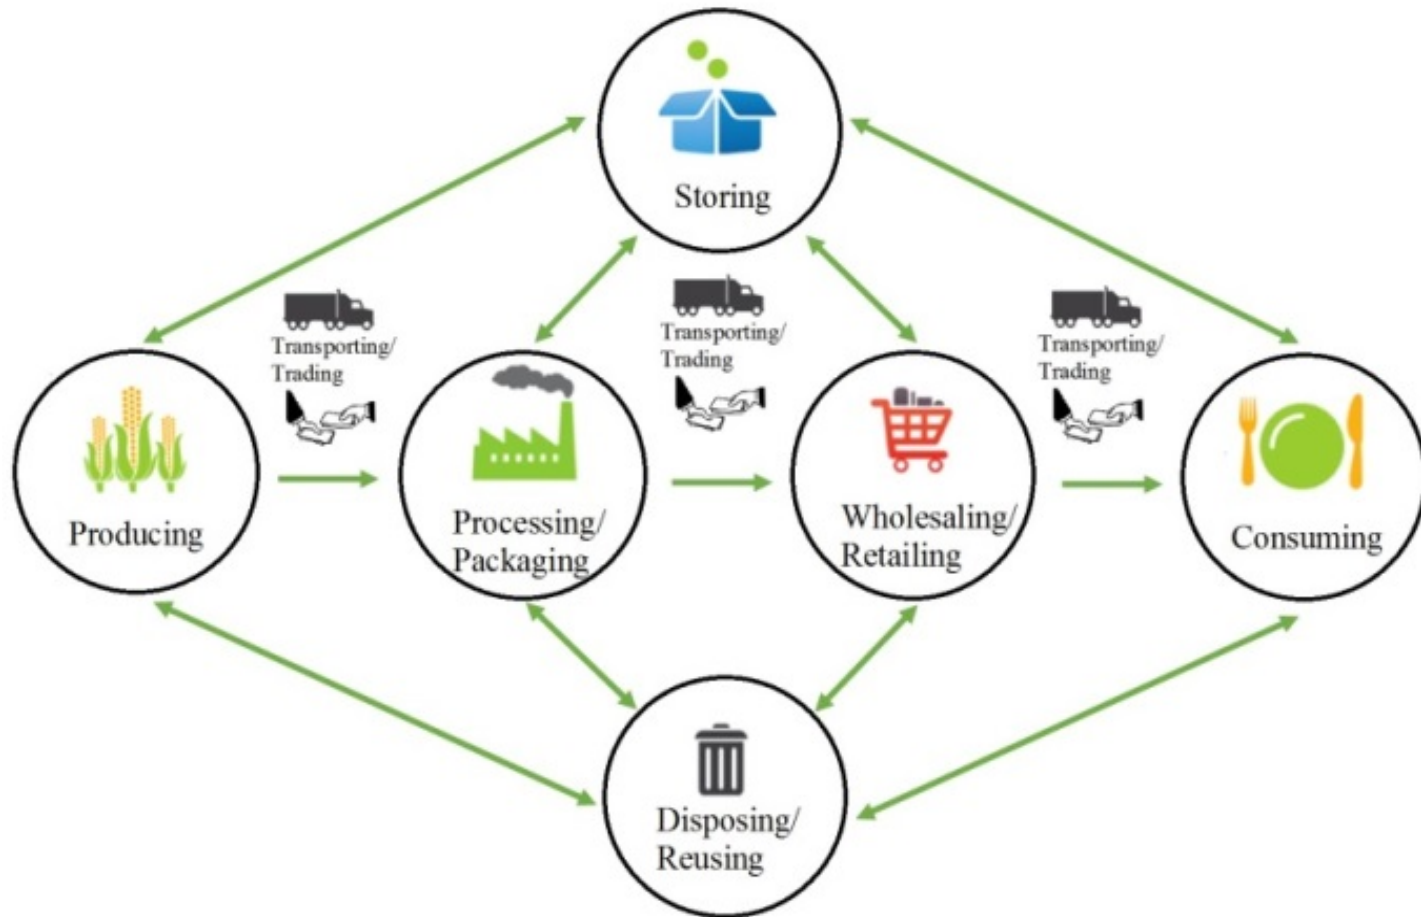 Storing
Transporting/
Trading
Transporting/
Trading
Transporting/
Trading
Producing
Processing/
Packaging
Wholesaling/
Retailing
Consuming
Disposing/
Reusing